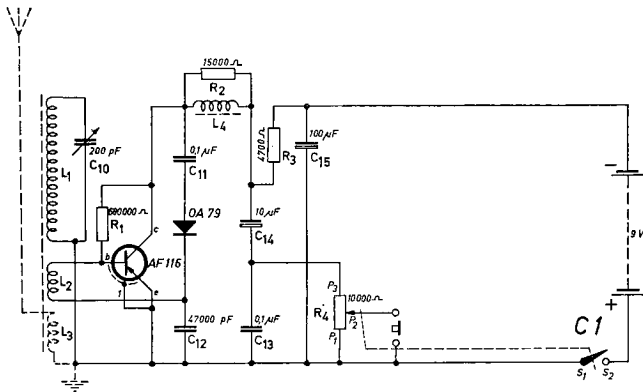 15000Ω
R2
L4
0,1µF
C11
4700Ω
R3
100µF
C15
L1
200 pF
C10
680000Ω
R1
c
OA 79
10µF
C14
b
AF 116
1
e
L2
L3
47000 pF
C12
0,1µF
C13
P3
10000Ω
R4
P2
P1
−
9 V
+
C1
S1
S2